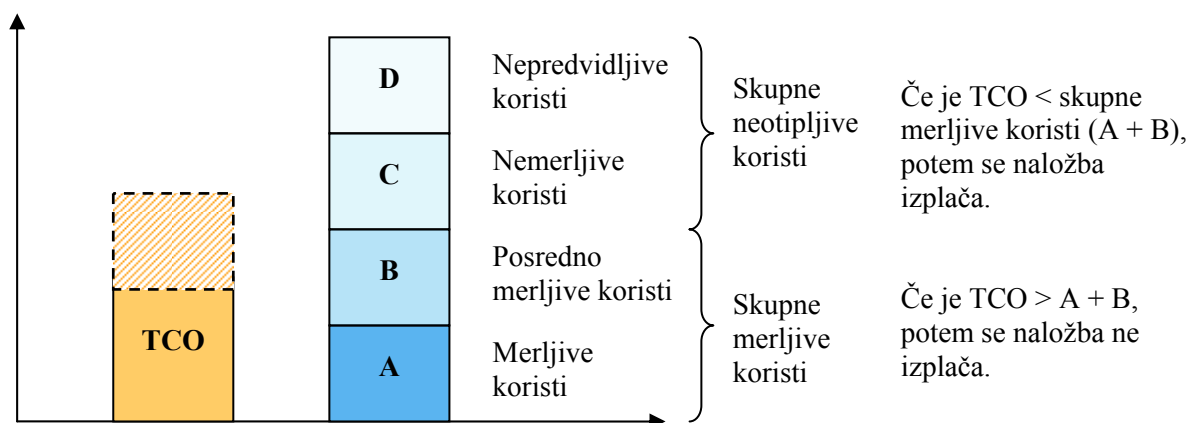 TCO
D
C
B
A
Nepredvidljive
koristi
Nemerljive
koristi
Posredno
merljive koristi
Merljive
koristi
Skupne
neotipljive
koristi
Skupne
merljive
koristi
Če je TCO < skupne
merljive koristi (A + B),
potem se naložba
izplača.
Če je TCO > A + B,
potem se naložba ne
izplača.